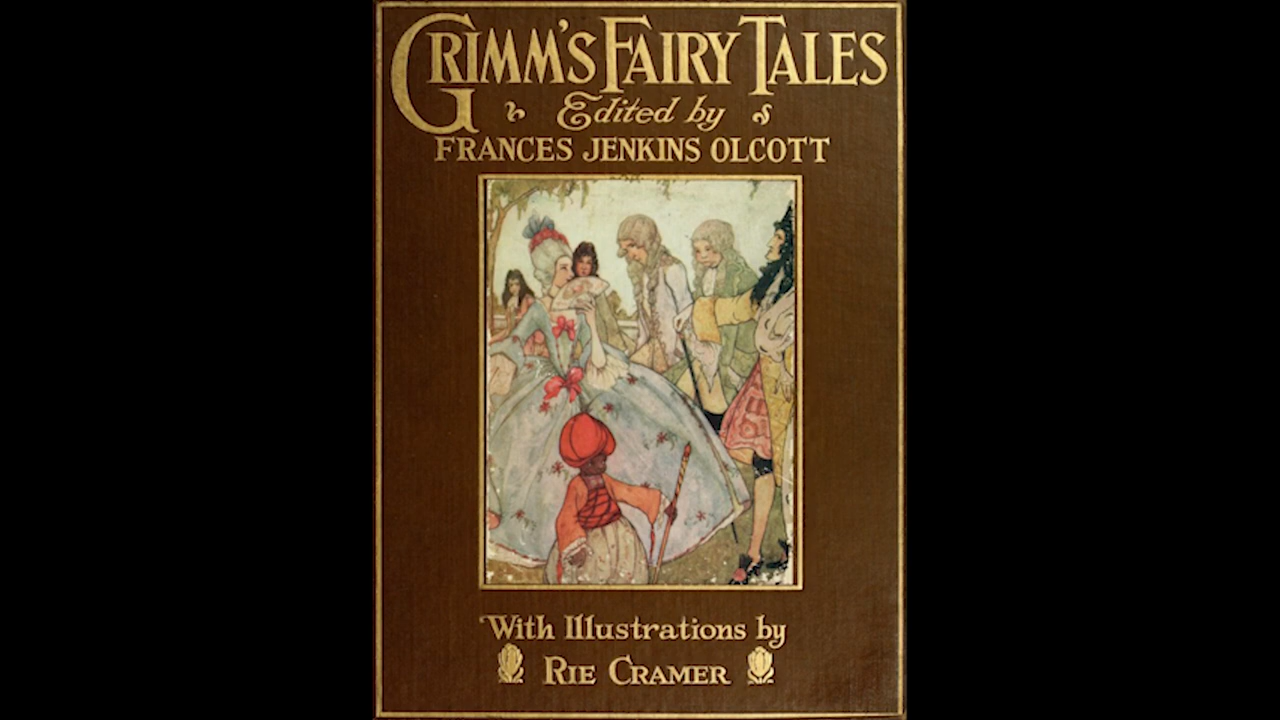 GRIMM'S FAIRY TALES
Edited by
FRANCES JENKINS OLCOTT
With Illustrations by
RIE CRAMER